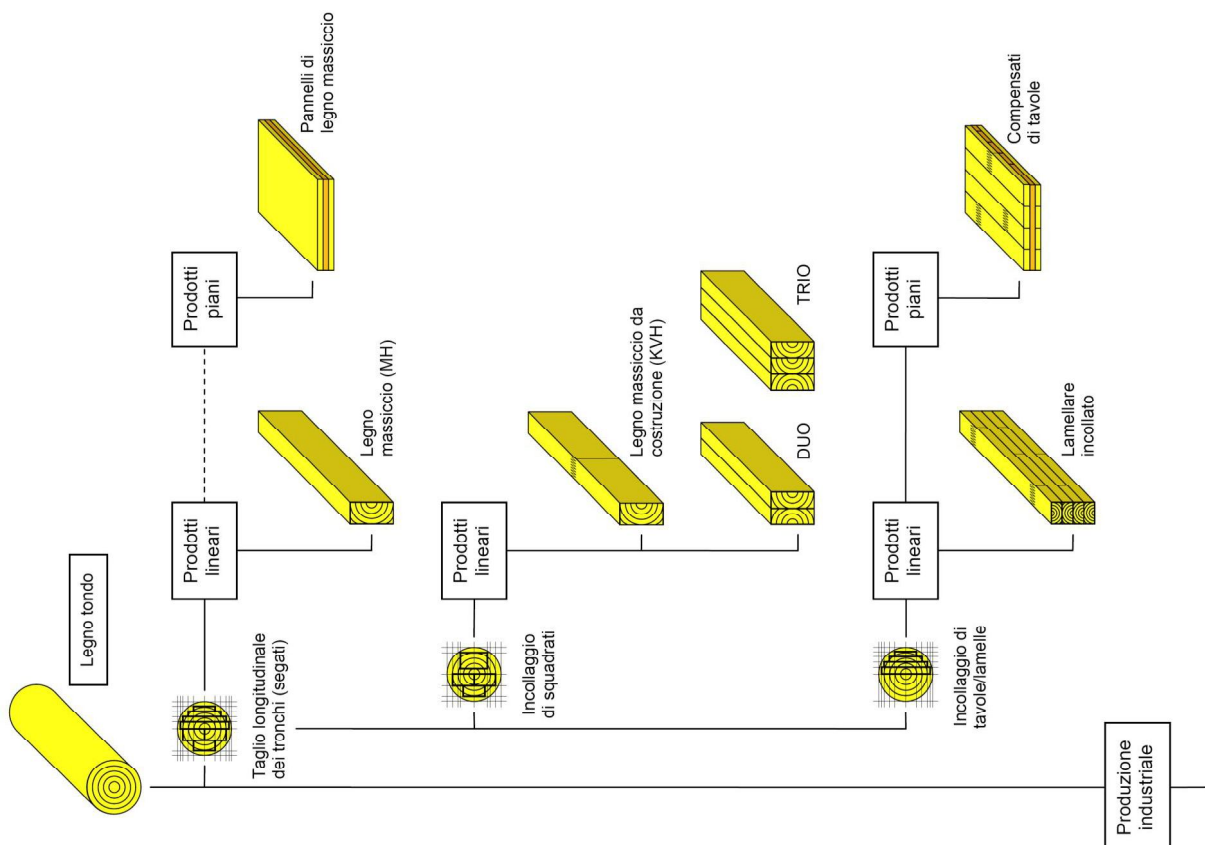 Legno tondo
Taglio longitudinale
dei tronchi (segati)
Prodotti
lineari
Legno
massiccio (MH)
Prodotti
piani
Pannelli di
legno massiccio
Incollaggio
di squadrati
Prodotti
lineari
Legno massiccio da
costruzione (KVH)
DUO
TRIO
Incollaggio di
tavole/lamelle
Prodotti
lineari
Lamellare
incollato
Prodotti
piani
Compensati
di tavole
Produzione
industriale